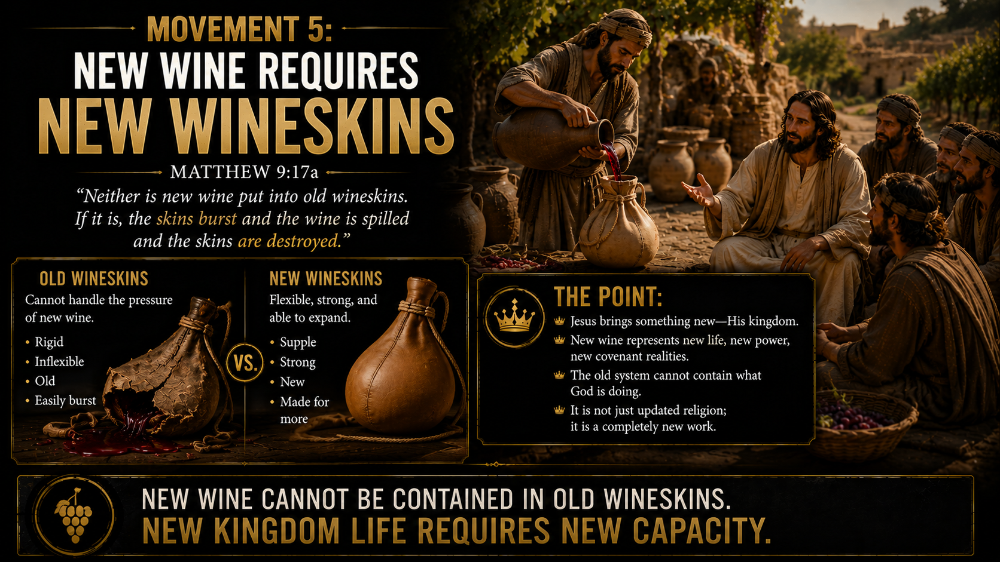 MOVEMENT 5:
NEW WINE REQUIRES
NEW WINESKINS
MATTHEW 9:17a
“Neither is new wine put into old wineskins.
If it is, the skins burst and the wine is spilled
and the skins are destroyed.”
OLD WINESKINS
Cannot handle the pressure
of new wine.
• Rigid
• Inflexible
• Old
• Easily burst
VS.
NEW WINESKINS
Flexible, strong, and
able to expand.
• Supple
• Strong
• New
• Made for
more
THE POINT:
Jesus brings something new—His kingdom.
New wine represents new life, new power,
new covenant realities.
The old system cannot contain what
God is doing.
It is not just updated religion;
it is a completely new work.
NEW WINE CANNOT BE CONTAINED IN OLD WINESKINS.
NEW KINGDOM LIFE REQUIRES NEW CAPACITY.